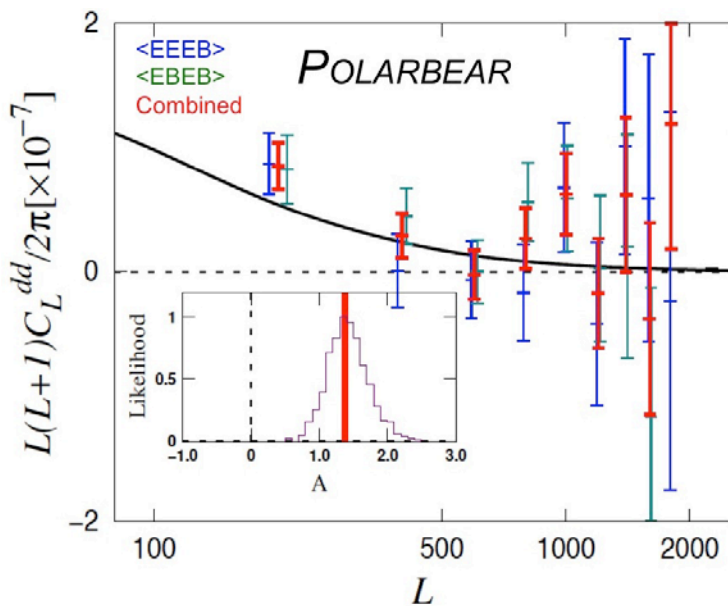 2
<EEEB>
<EBEB>
Combined
POLARBEAR
L(L+1)C_L^{dd}/2π[×10⁻⁷]
0
Likelihood
1
0.5
0
-1.0 0 1.0 2.0 3.0
A
−2
100 500 1000 2000
L